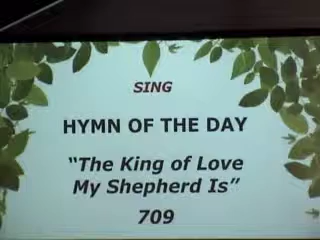 SING
HYMN OF THE DAY
“The King of Love
My Shepherd Is”
709